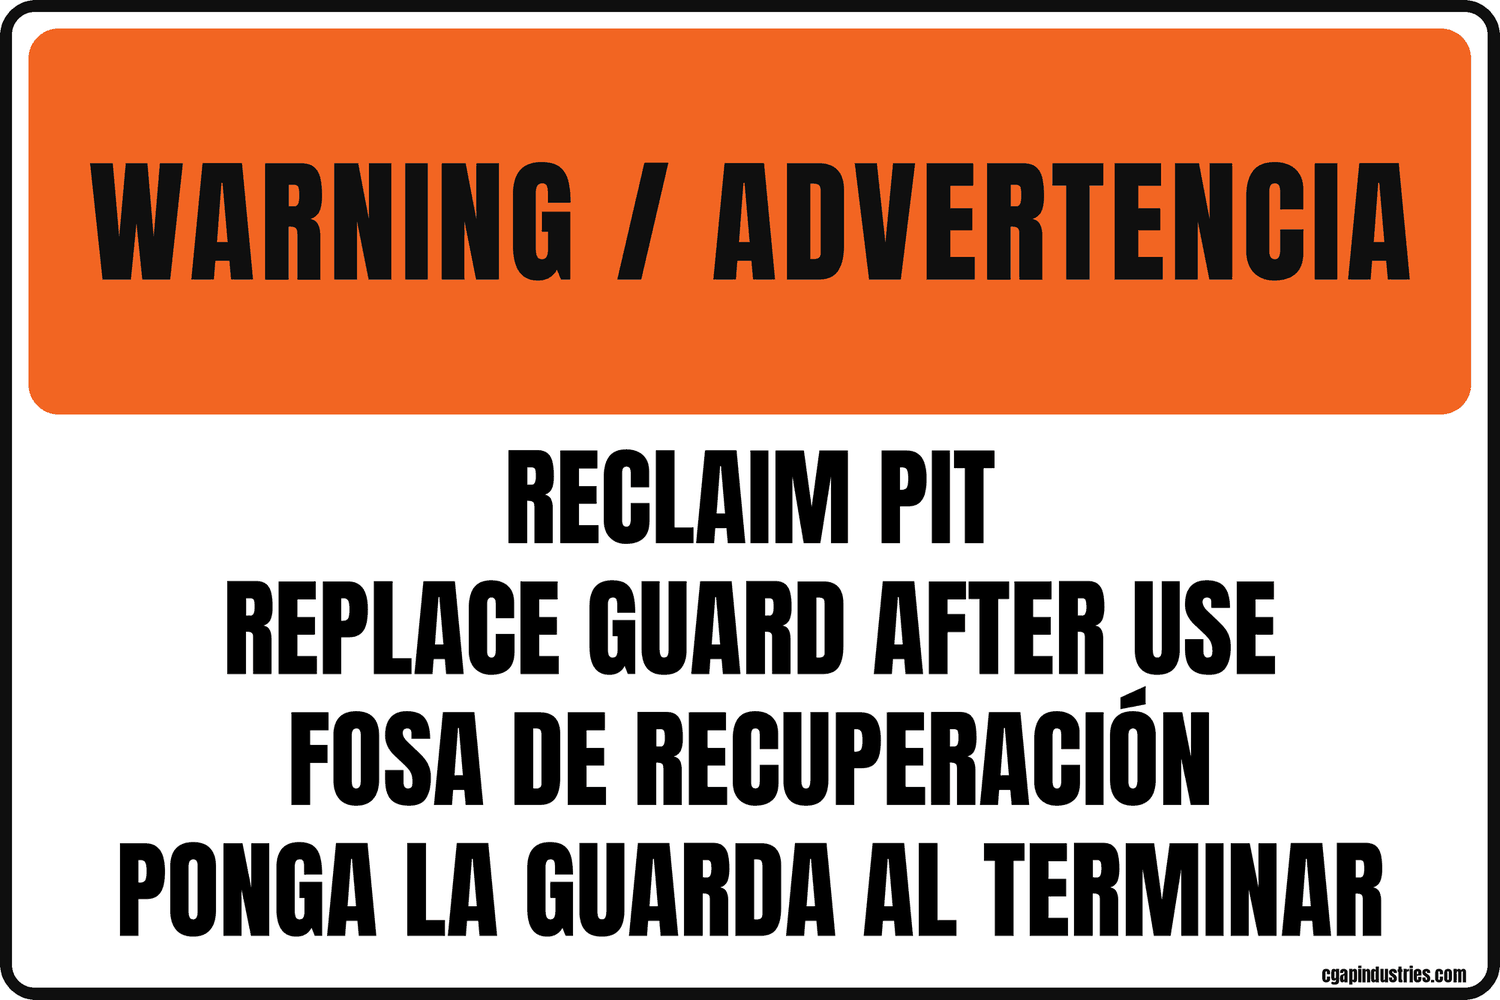 WARNING / ADVERTENCIA
RECLAIM PIT
REPLACE GUARD AFTER USE
FOSA DE RECUPERACIÓN
PONGA LA GUARDA AL TERMINAR
cgapindustries.com